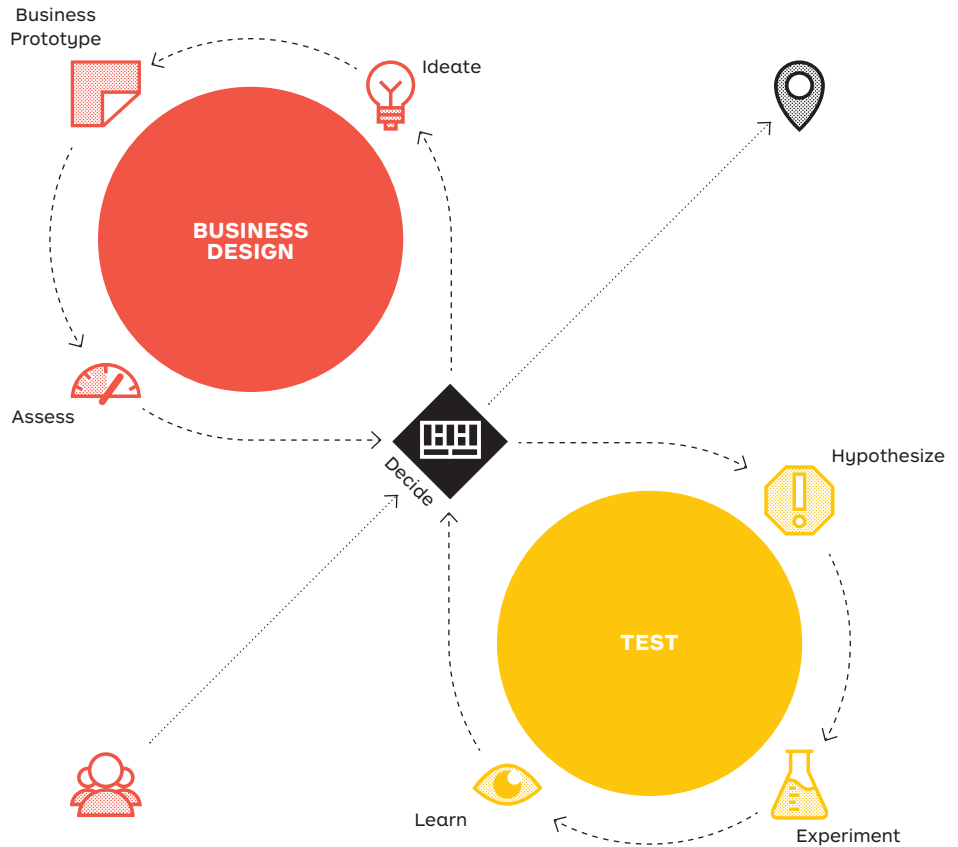 Business
Prototype
Ideate
BUSINESS
DESIGN
Assess
Decide
Hypothesize
TEST
Learn
Experiment